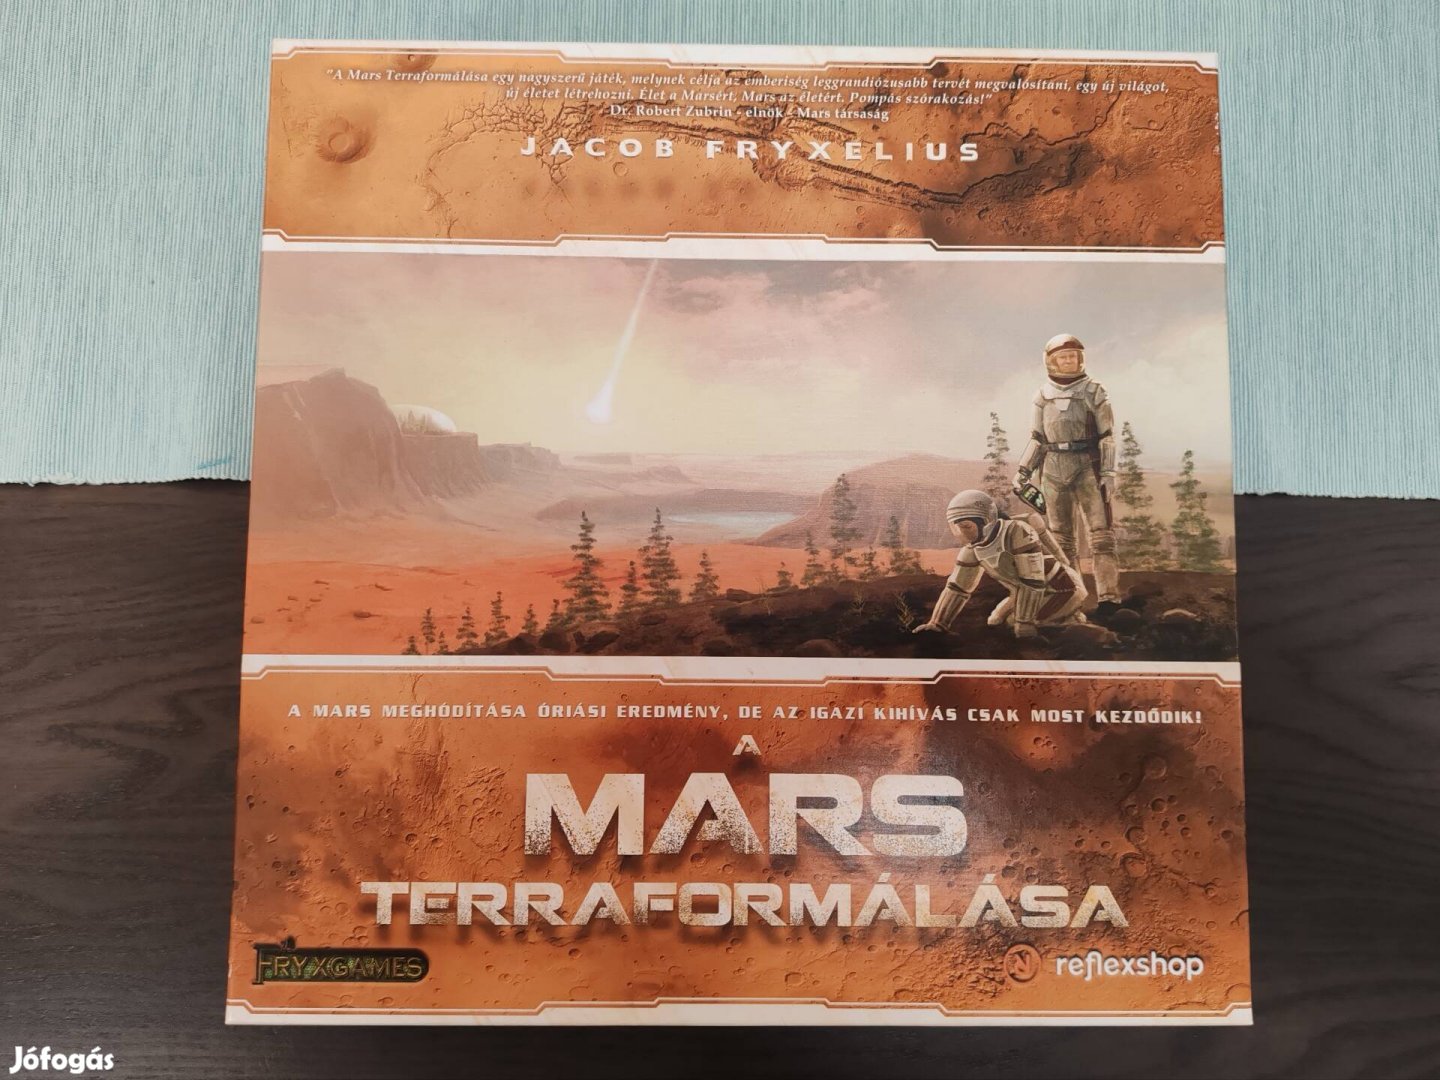 "A Mars Terraformálása egy nagyszerű játék, melynek célja az emberiség leggrandiózusabb tervét megvalósítani, egy új világot,
új életet létrehozni. Élet a Marsért, Mars az életért. Pompás szórakozás!"
Dr. Robert Zubrin - elnök - Mars társaság
JACOB FRYXELIUS
A MARS MEGHÓDÍTÁSA ÓRIÁSI EREDMÉNY, DE AZ IGAZI KIHÍVÁS CSAK MOST KEZDŐDIK!
A
MARS
TERRAFORMÁLÁSA
FRYXGAMES
reflexshop
Jófogás